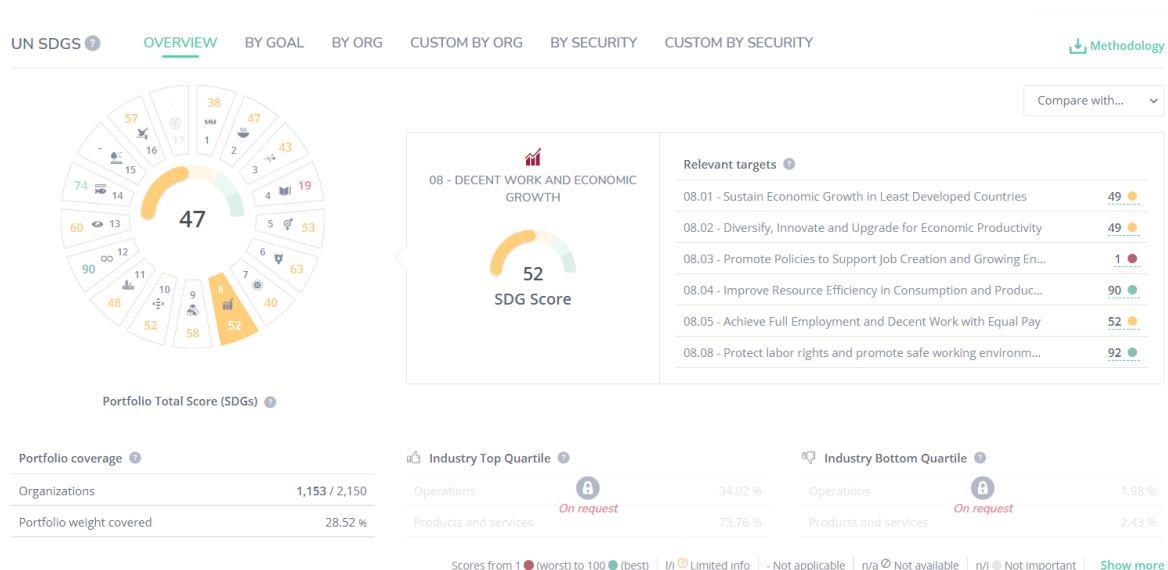 UN SDGS ?
OVERVIEW BY GOAL BY ORG CUSTOM BY ORG BY SECURITY CUSTOM BY SECURITY
Methodology
Compare with...
38
1
47
2
43
3
19
4
53
5
63
6
40
7
8
52
9
58
10
52
11
48
12
90
13
60
14
74
15
-
16
57
17
-
47
Portfolio Total Score (SDGs) ?
08 - DECENT WORK AND ECONOMIC
GROWTH
52
SDG Score
Relevant targets ?
08.01 - Sustain Economic Growth in Least Developed Countries 49
08.02 - Diversify, Innovate and Upgrade for Economic Productivity 49
08.03 - Promote Policies to Support Job Creation and Growing En... 1
08.04 - Improve Resource Efficiency in Consumption and Produc... 90
08.05 - Achieve Full Employment and Decent Work with Equal Pay 52
08.08 - Protect labor rights and promote safe working environm... 92
Portfolio coverage ?
Organizations 1,153 / 2,150
Portfolio weight covered 28.52 %
Industry Top Quartile ?
Operations 34.02 %
On request
Products and services 73.76 %
Industry Bottom Quartile ?
Operations 1.98 %
On request
Products and services 2.43 %
Scores from 1 (worst) to 100 (best) | l/i Limited info | - Not applicable | n/a Not available | n/i Not important | Show more